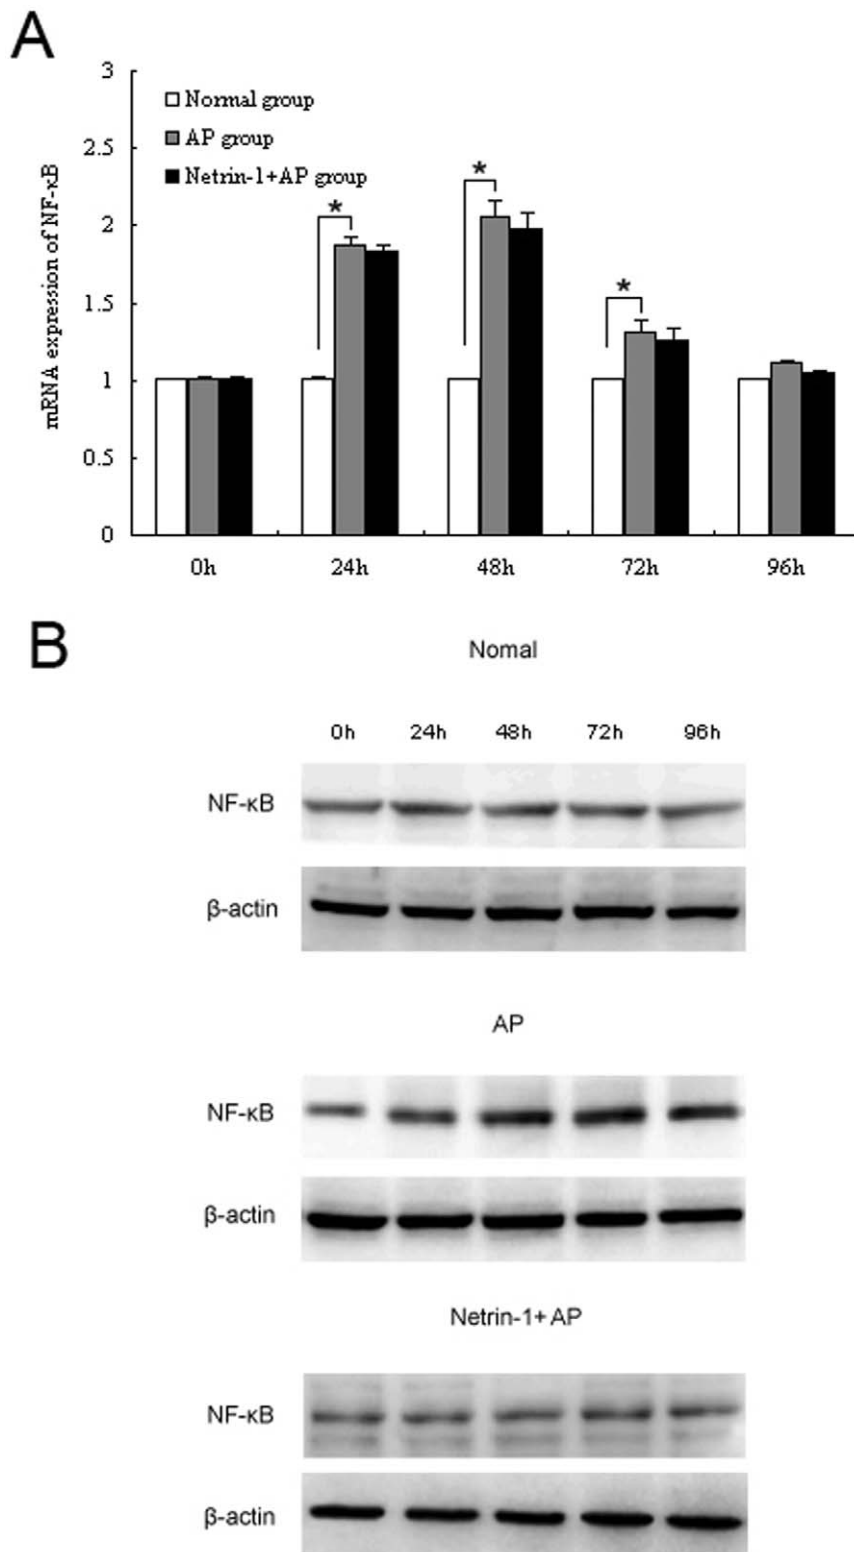 A
3
2.5
2
1.5
1
0.5
0
mRNA expression of NF-κB
Normal group
AP group
Netrin-1+AP group
*
*
*
0h 24h 48h 72h 96h
B
Nomal
0h 24h 48h 72h 96h
NF-κB
β-actin
AP
NF-κB
β-actin
Netrin-1+AP
NF-κB
β-actin